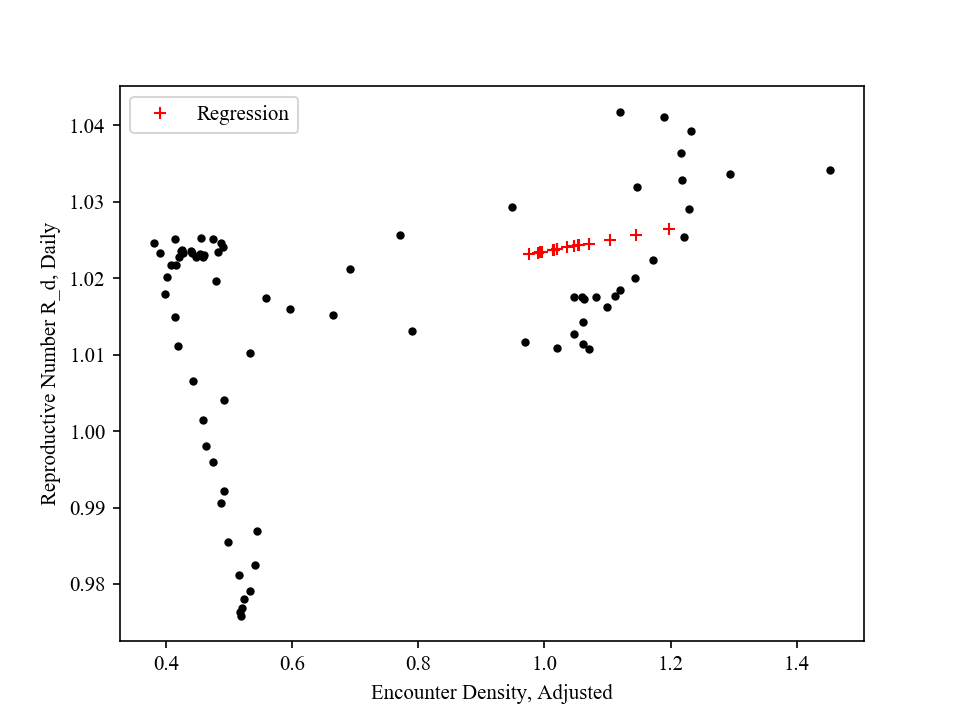 Regression
1.04
1.03
1.02
1.01
1.00
0.99
0.98
Reproductive Number R_d, Daily
0.4 0.6 0.8 1.0 1.2 1.4
Encounter Density, Adjusted